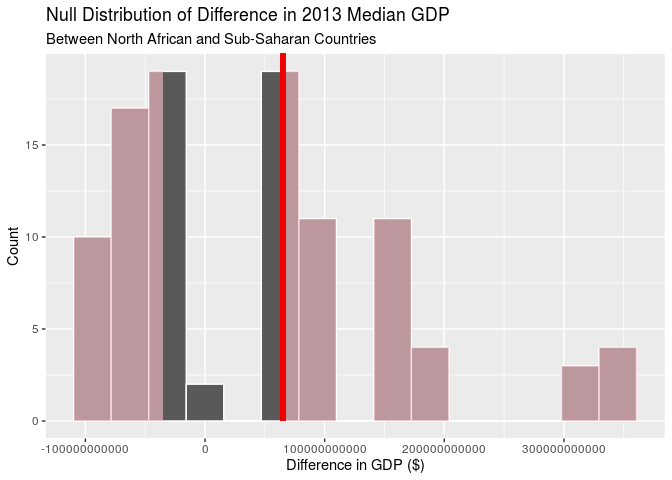 Null Distribution of Difference in 2013 Median GDP
Between North African and Sub-Saharan Countries
15
10
5
0
Count
-100000000000
0
100000000000
200000000000
300000000000
Difference in GDP ($)